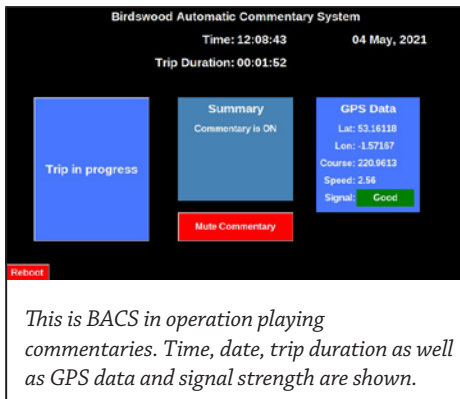 Birdswood Automatic Commentary System
Time: 12:08:43
04 May, 2021
Trip Duration: 00:01:52
Trip in progress
Summary
Commentary is ON
Mute Commentary
GPS Data
Lat: 53.16118
Lon: -1.57167
Course: 220.9613
Speed: 2.56
Signal: Good
Reboot
This is BACS in operation playing
commentaries. Time, date, trip duration as well
as GPS data and signal strength are shown.